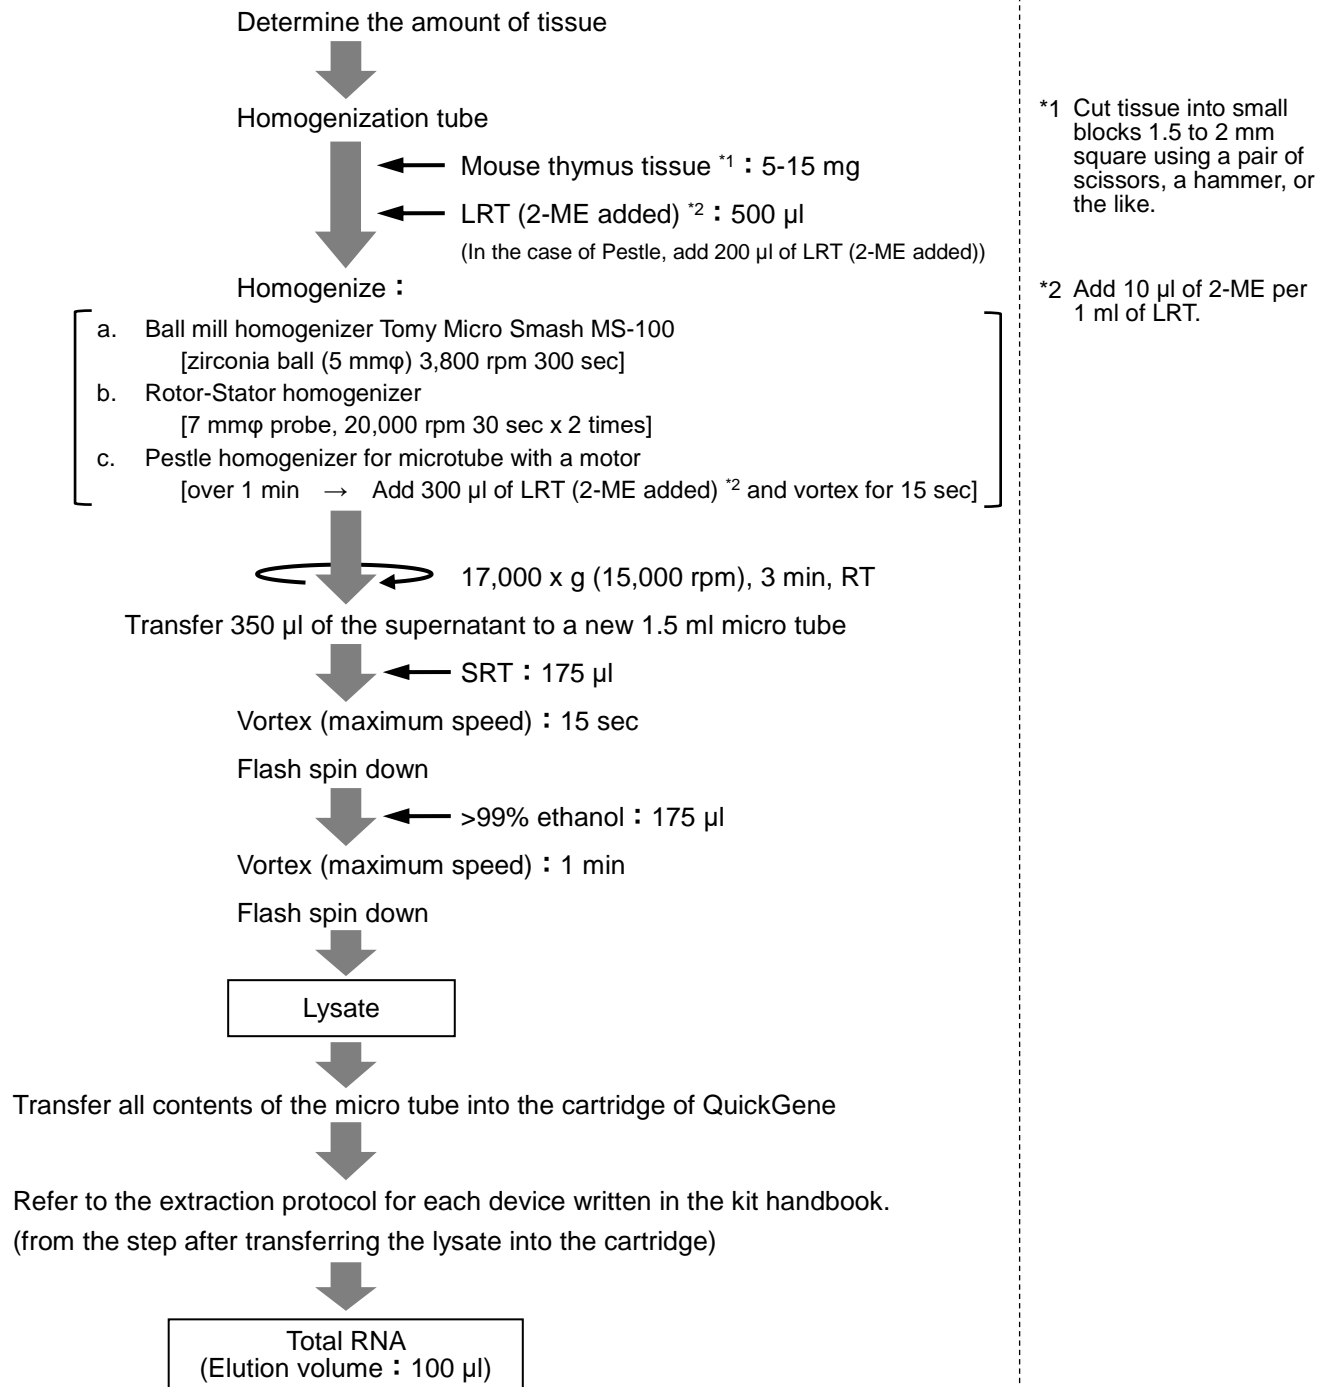 Determine the amount of tissue
Homogenization tube
Mouse thymus tissue *1：5-15 mg
LRT (2-ME added) *2：500 µl
(In the case of Pestle, add 200 µl of LRT (2-ME added))
Homogenize：
a. Ball mill homogenizer Tomy Micro Smash MS-100
[zirconia ball (5 mmφ) 3,800 rpm 300 sec]
b. Rotor-Stator homogenizer
[7 mmφ probe, 20,000 rpm 30 sec x 2 times]
c. Pestle homogenizer for microtube with a motor
[over 1 min → Add 300 µl of LRT (2-ME added) *2 and vortex for 15 sec]
17,000 x g (15,000 rpm), 3 min, RT
Transfer 350 µl of the supernatant to a new 1.5 ml micro tube
SRT：175 µl
Vortex (maximum speed)：15 sec
Flash spin down
>99% ethanol：175 µl
Vortex (maximum speed)：1 min
Flash spin down
Lysate
Transfer all contents of the micro tube into the cartridge of QuickGene
Refer to the extraction protocol for each device written in the kit handbook.
(from the step after transferring the lysate into the cartridge)
Total RNA
(Elution volume：100 µl)
*1 Cut tissue into small
blocks 1.5 to 2 mm
square using a pair of
scissors, a hammer, or
the like.
*2 Add 10 µl of 2-ME per
1 ml of LRT.